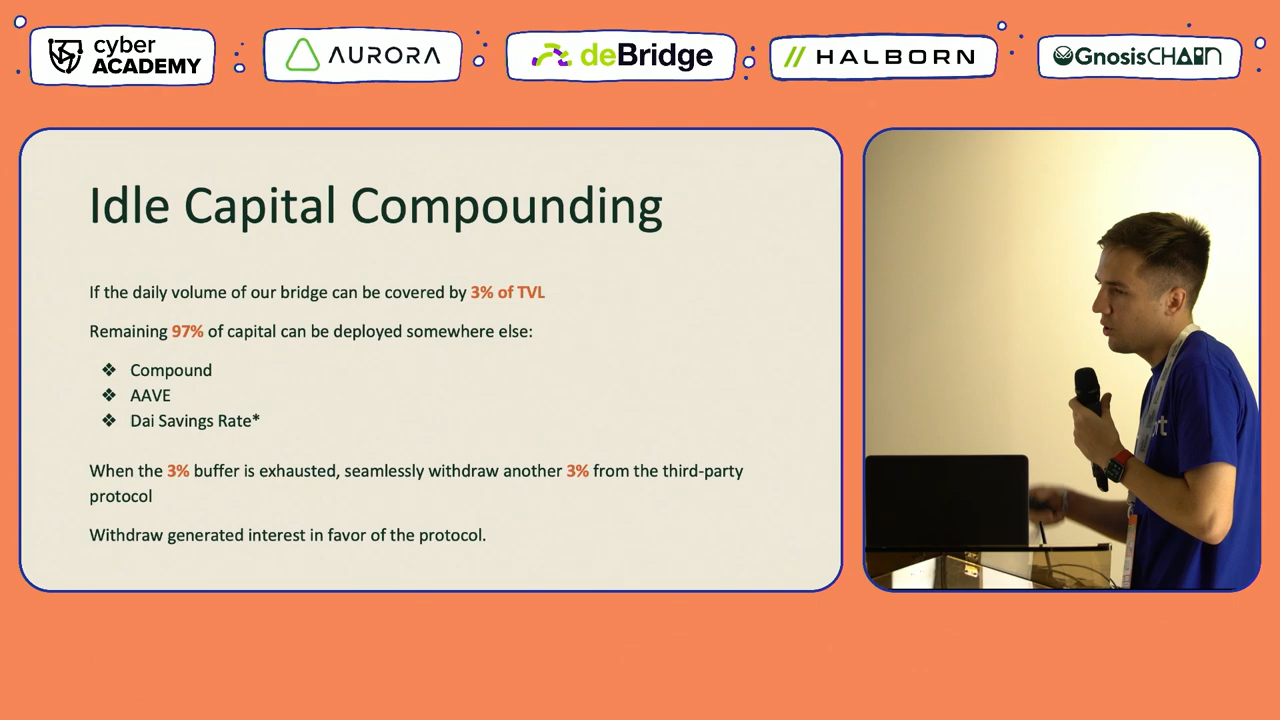 cyber
ACADEMY
AURORA
deBridge
HALBORN
GnosisCHAIN
Idle Capital Compounding
If the daily volume of our bridge can be covered by 3% of TVL
Remaining 97% of capital can be deployed somewhere else:
❖ Compound
❖ AAVE
❖ Dai Savings Rate*
When the 3% buffer is exhausted, seamlessly withdraw another 3% from the third-party
protocol
Withdraw generated interest in favor of the protocol.